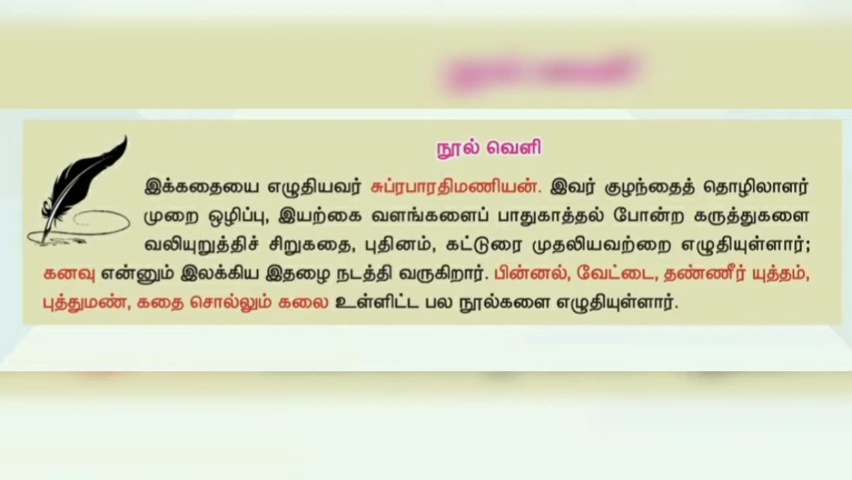 நூல் வெளி
இக்கதையை எழுதியவர் சுப்ரபாரதிமணியன். இவர் குழந்தைத் தொழிலாளர்
முறை ஒழிப்பு, இயற்கை வளங்களைப் பாதுகாத்தல் போன்ற கருத்துகளை
வலியுறுத்திச் சிறுகதை, புதினம், கட்டுரை முதலியவற்றை எழுதியுள்ளார்;
கனவு என்னும் இலக்கிய இதழை நடத்தி வருகிறார். பின்னல், வேட்டை, தண்ணீர் யுத்தம்,
புத்துமண், கதை சொல்லும் கலை உள்ளிட்ட பல நூல்களை எழுதியுள்ளார்.